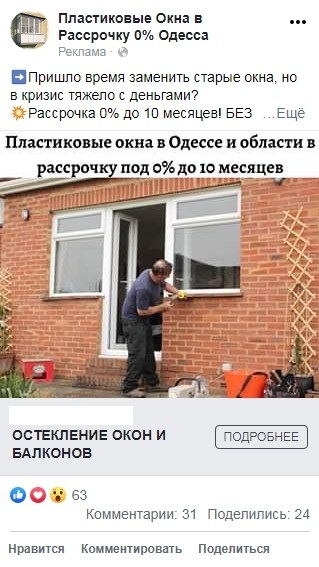 Пластиковые Окна в
Рассрочку 0% Одесса
Реклама ·
➡️Пришло время заменить старые окна, но
в кризис тяжело с деньгами?
💥Рассрочка 0% до 10 месяцев! БЕЗ ...Ещё
Пластиковые окна в Одессе и области в
рассрочку под 0% до 10 месяцев
ОСТЕКЛЕНИЕ ОКОН И
БАЛКОНОВ
ПОДРОБНЕЕ
63
Комментарии: 31 Поделились: 24
Нравится Комментировать Поделиться